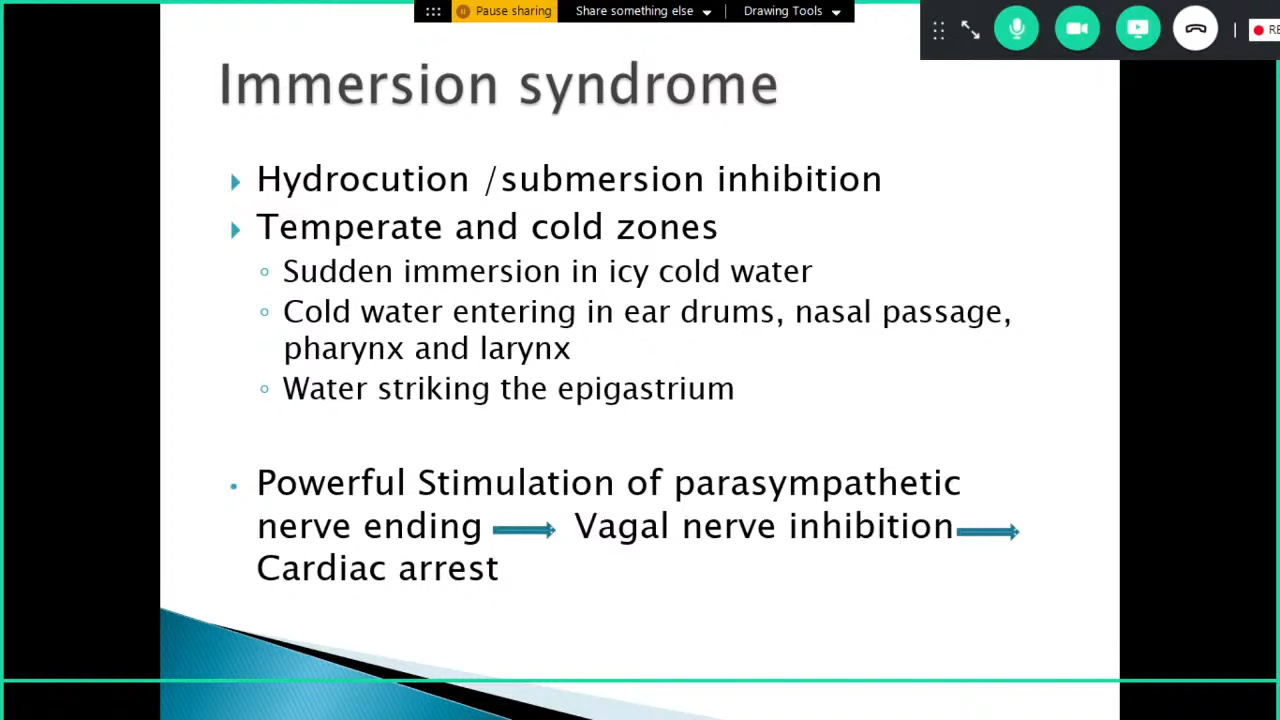 Pause sharing
Share something else
Drawing Tools
RE
Immersion syndrome
Hydrocution /submersion inhibition
Temperate and cold zones
Sudden immersion in icy cold water
Cold water entering in ear drums, nasal passage,
pharynx and larynx
Water striking the epigastrium
Powerful Stimulation of parasympathetic
nerve ending Vagal nerve inhibition
Cardiac arrest